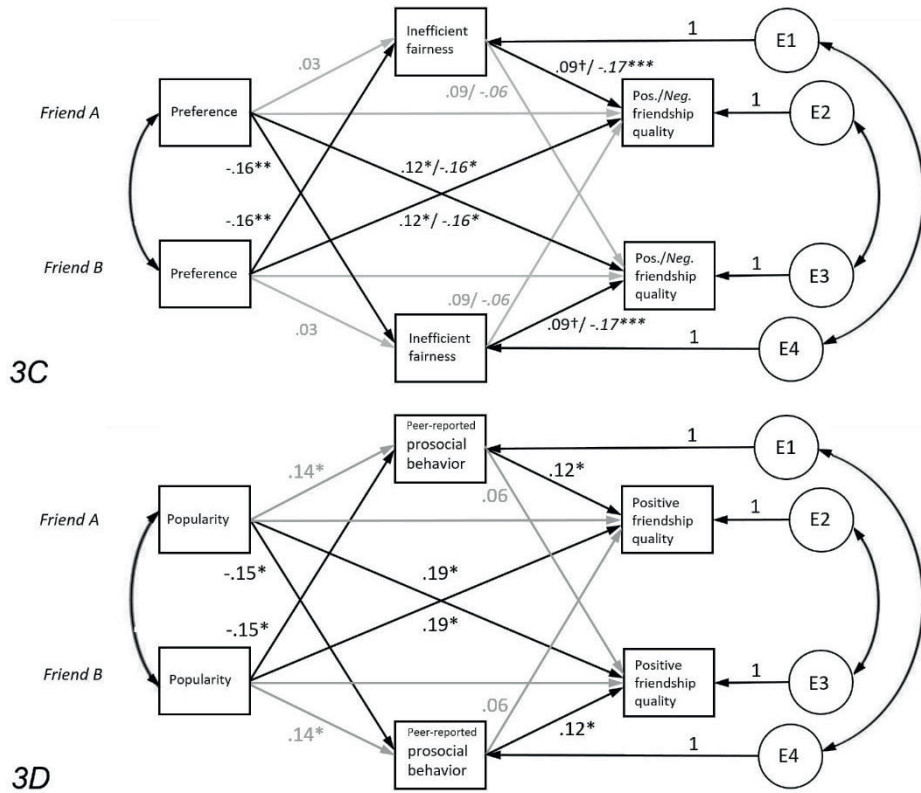 Inefficient
fairness
1
E1
.03
.09†/ -.17***
.09/ -.06
Friend A
Preference
Pos./Neg.
friendship
quality
1
E2
-.16**
.12*/-.16*
-.16**
.12*/ -.16*
Friend B
Preference
Pos./Neg.
friendship
quality
1
E3
.09/ -.06
.03
Inefficient
fairness
.09†/ -.17***
1
E4
3C
Peer-reported
prosocial
behavior
1
E1
.14*
.12*
.06
Friend A
Popularity
Positive
friendship
quality
1
E2
-.15*
.19*
-.15*
.19*
Friend B
Popularity
Positive
friendship
quality
1
E3
.06
.14*
Peer-reported
prosocial
behavior
.12*
1
E4
3D